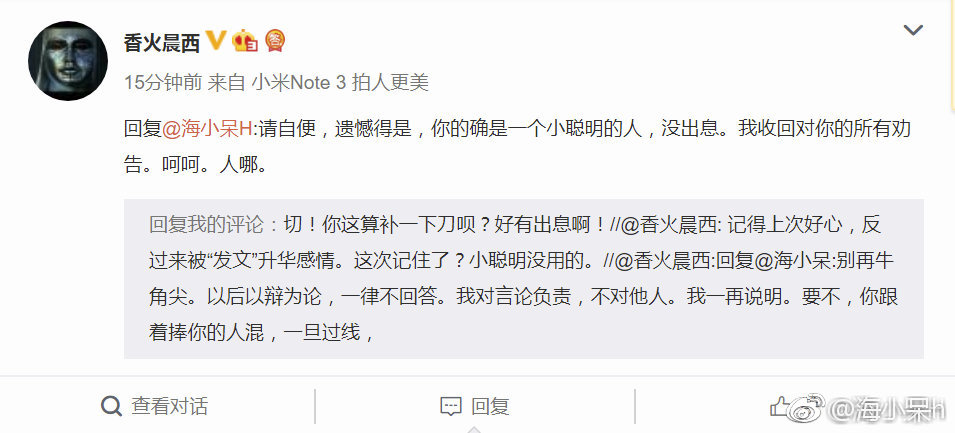 香火晨西
15分钟前 来自 小米Note 3 拍人更美
回复@海小呆H:请自便，遗憾得是，你的确是一个小聪明的人，没出息。我收回对你的所有劝
告。呵呵。人哪。
回复我的评论：切！你这算补一下刀呗？好有出息啊！//@香火晨西: 记得上次好心，反
过来被“发文”升华感情。这次记住了？小聪明没用的。//@香火晨西:回复@海小呆:别再牛
角尖。以后以辩为论，一律不回答。我对言论负责，不对他人。我一再说明。要不，你跟
着捧你的人混，一旦过线，
查看对话
回复
@海小呆h